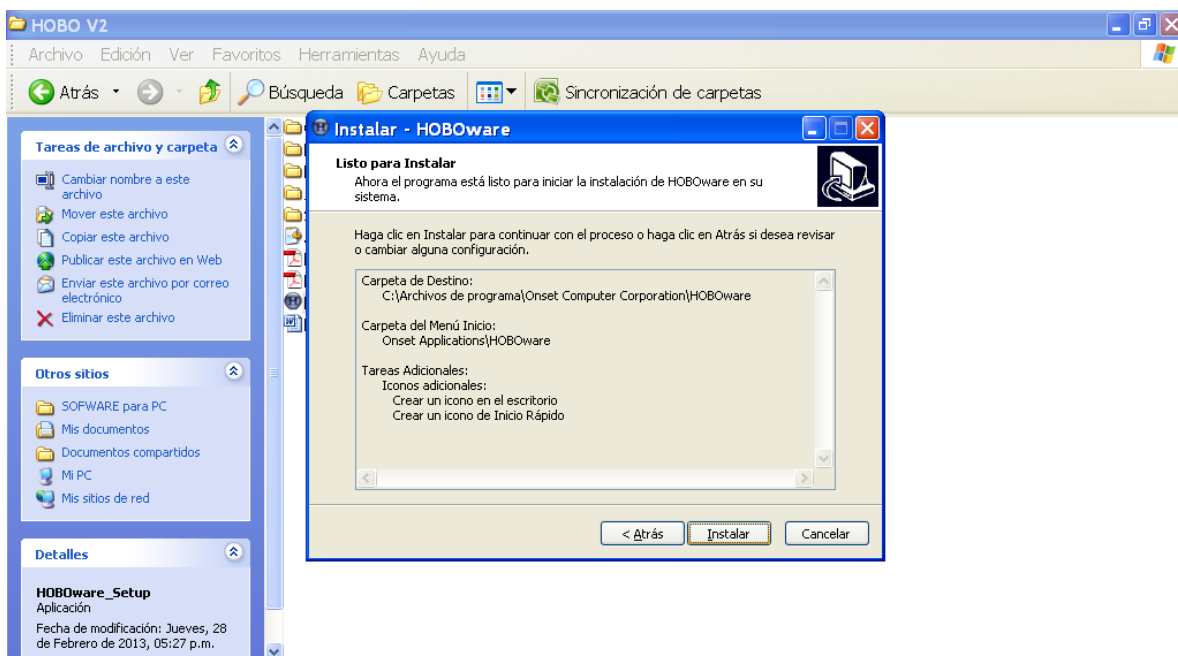 HOBO V2
Archivo Edición Ver Favoritos Herramientas Ayuda
Atrás Búsqueda Carpetas Sincronización de carpetas
Tareas de archivo y carpeta
Cambiar nombre a este
archivo
Mover este archivo
Copiar este archivo
Publicar este archivo en Web
Enviar este archivo por correo
electrónico
Eliminar este archivo
Otros sitios
SOFWARE para PC
Mis documentos
Documentos compartidos
Mi PC
Mis sitios de red
Detalles
HOBOware_Setup
Aplicación
Fecha de modificación: Jueves, 28
de Febrero de 2013, 05:27 p.m.
Instalar - HOBOware
Listo para Instalar
Ahora el programa está listo para iniciar la instalación de HOBOware en su
sistema.
Haga clic en Instalar para continuar con el proceso o haga clic en Atrás si desea revisar
o cambiar alguna configuración.
Carpeta de Destino:
C:\Archivos de programa\Onset Computer Corporation\HOBOware
Carpeta del Menú Inicio:
Onset Applications\HOBOware
Tareas Adicionales:
Iconos adicionales:
Crear un icono en el escritorio
Crear un icono de Inicio Rápido
< Atrás Instalar Cancelar